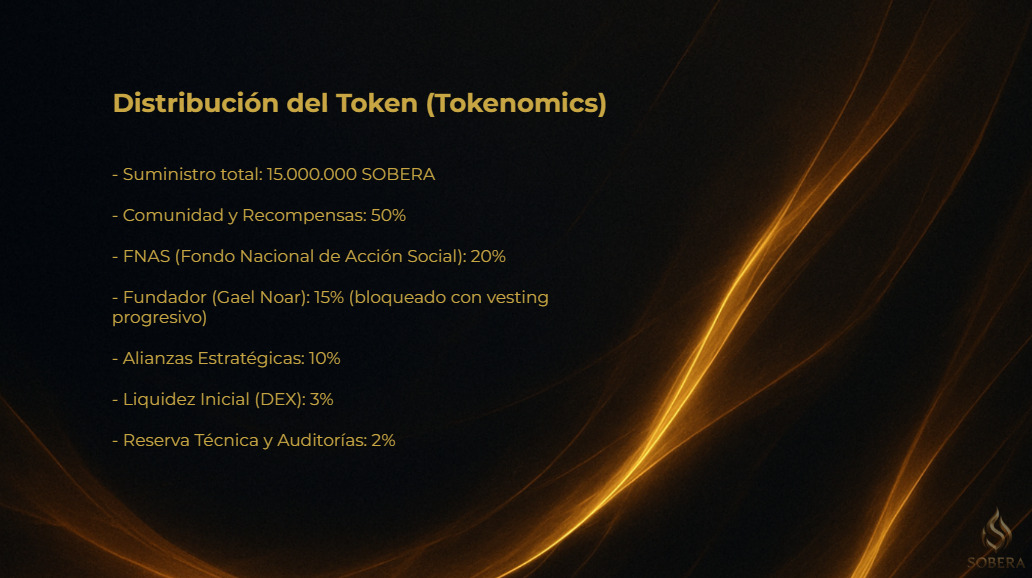 Distribución del Token (Tokenomics)
- Suministro total: 15.000.000 SOBERA
- Comunidad y Recompensas: 50%
- FNAS (Fondo Nacional de Acción Social): 20%
- Fundador (Gael Noar): 15% (bloqueado con vesting
progresivo)
- Alianzas Estratégicas: 10%
- Liquidez Inicial (DEX): 3%
- Reserva Técnica y Auditorías: 2%
SOBERA